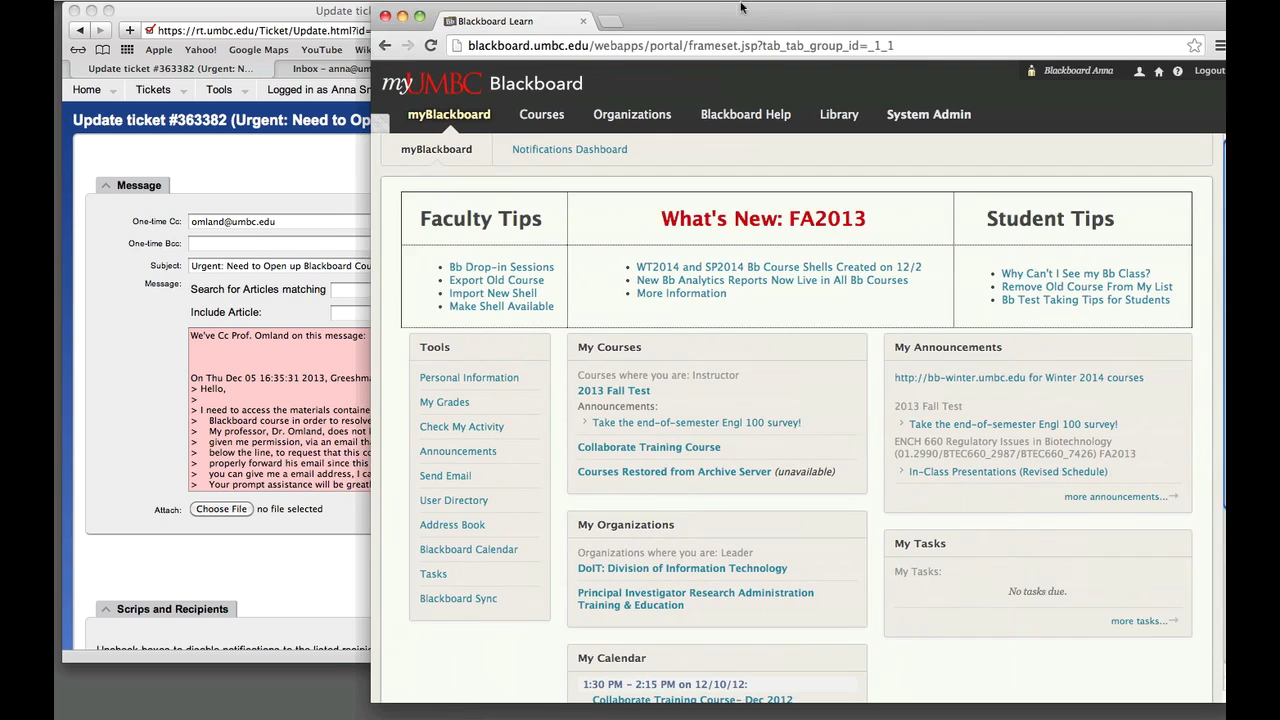 Update ticke
https://rt.umbc.edu/Ticket/Update.html?id=
Apple Yahoo! Google Maps YouTube Wik
Update ticket #363382 (Urgent: N... Inbox – anna@um
Home Tickets Tools Logged in as Anna S
Update ticket #363382 (Urgent: Need to Op
Message
One-time Cc: omland@umbc.edu
One-time Bcc:
Subject: Urgent: Need to Open up Blackboard Cou
Message: Search for Articles matching
Include Article:
We've Cc Prof. Omland on this message:
On Thu Dec 05 16:35:31 2013, Greeshm
> Hello,
>
> I need to access the materials containe
> Blackboard course in order to resolve
> My professor, Dr. Omland, does not h
> given me permission, via an email tha
> below the line, to request that this co
> properly forward his email since this
> you can give me a email address, I ca
> Your prompt assistance will be greatl
Attach: Choose File no file selected
Scrips and Recipients
Uncheck boxes to disable notifications to the listed recipie
Bb Blackboard Learn
blackboard.umbc.edu/webapps/portal/frameset.jsp?tab_tab_group_id=_1_1
myUMBC Blackboard
Blackboard Anna Logout
myBlackboard Courses Organizations Blackboard Help Library System Admin
myBlackboard Notifications Dashboard
Faculty Tips
Bb Drop-in Sessions
Export Old Course
Import New Shell
Make Shell Available
What's New: FA2013
WT2014 and SP2014 Bb Course Shells Created on 12/2
New Bb Analytics Reports Now Live in All Bb Courses
More Information
Student Tips
Why Can't I See my Bb Class?
Remove Old Course From My List
Bb Test Taking Tips for Students
Tools
Personal Information
My Grades
Check My Activity
Announcements
Send Email
User Directory
Address Book
Blackboard Calendar
Tasks
Blackboard Sync
My Courses
Courses where you are: Instructor
2013 Fall Test
Announcements:
Take the end-of-semester Engl 100 survey!
Collaborate Training Course
Courses Restored from Archive Server (unavailable)
My Organizations
Organizations where you are: Leader
DoIT: Division of Information Technology
Principal Investigator Research Administration
Training & Education
My Calendar
1:30 PM – 2:15 PM on 12/10/12:
Collaborate Training Course– Dec 2012
My Announcements
http://bb-winter.umbc.edu for Winter 2014 courses
2013 Fall Test
Take the end-of-semester Engl 100 survey!
ENCH 660 Regulatory Issues in Biotechnology
(01.2990/BTEC660_2987/BTEC660_7426) FA2013
In-Class Presentations (Revised Schedule)
more announcements...
My Tasks
My Tasks:
No tasks due.
more tasks...